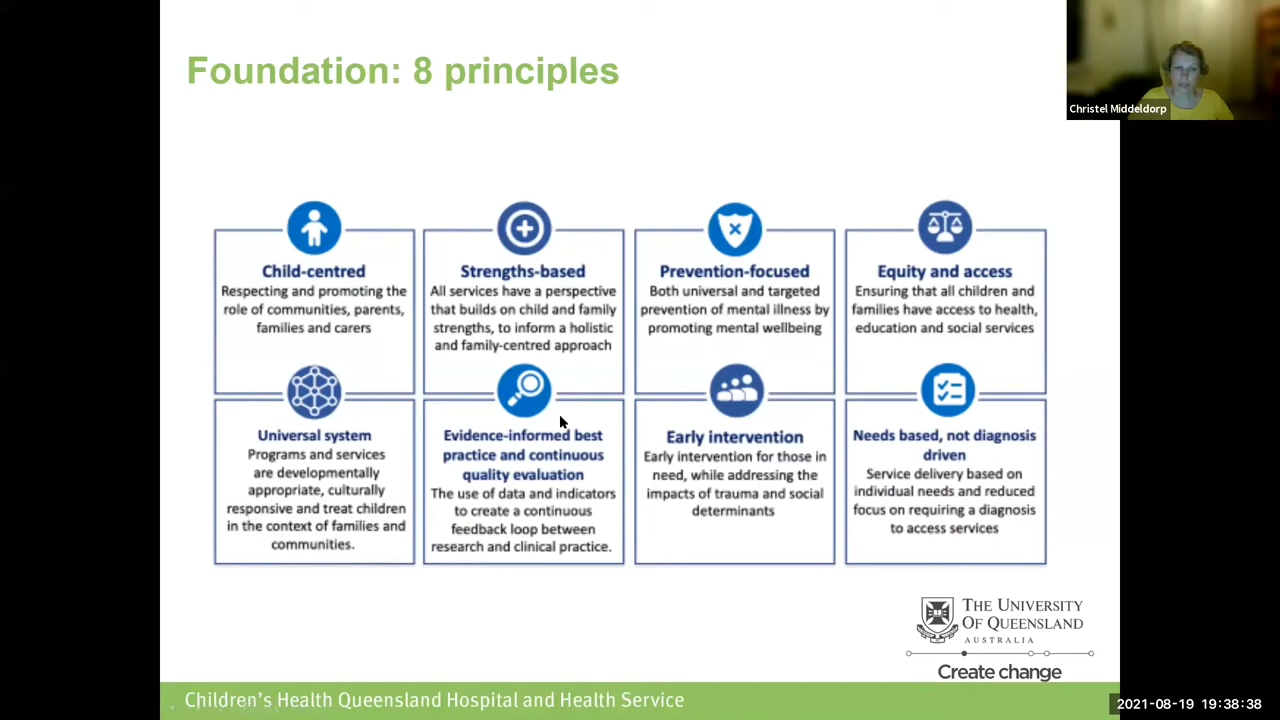 Foundation: 8 principles
Christel Middeldorp
Child-centred
Respecting and promoting the
role of communities, parents,
families and carers
Strengths-based
All services have a perspective
that builds on child and family
strengths, to inform a holistic
and family-centred approach
Prevention-focused
Both universal and targeted
prevention of mental illness by
promoting mental wellbeing
Equity and access
Ensuring that all children and
families have access to health,
education and social services
Universal system
Programs and services
are developmentally
appropriate, culturally
responsive and treat children
in the context of families and
communities.
Evidence-informed best
practice and continuous
quality evaluation
The use of data and indicators
to create a continuous
feedback loop between
research and clinical practice.
Early intervention
Early intervention for those in
need, while addressing the
impacts of trauma and social
determinants
Needs based, not diagnosis
driven
Service delivery based on
individual needs and reduced
focus on requiring a diagnosis
to access services
THE UNIVERSITY
OF QUEENSLAND
AUSTRALIA
Create change
Children's Health Queensland Hospital and Health Service
2021-08-19 19:38:38